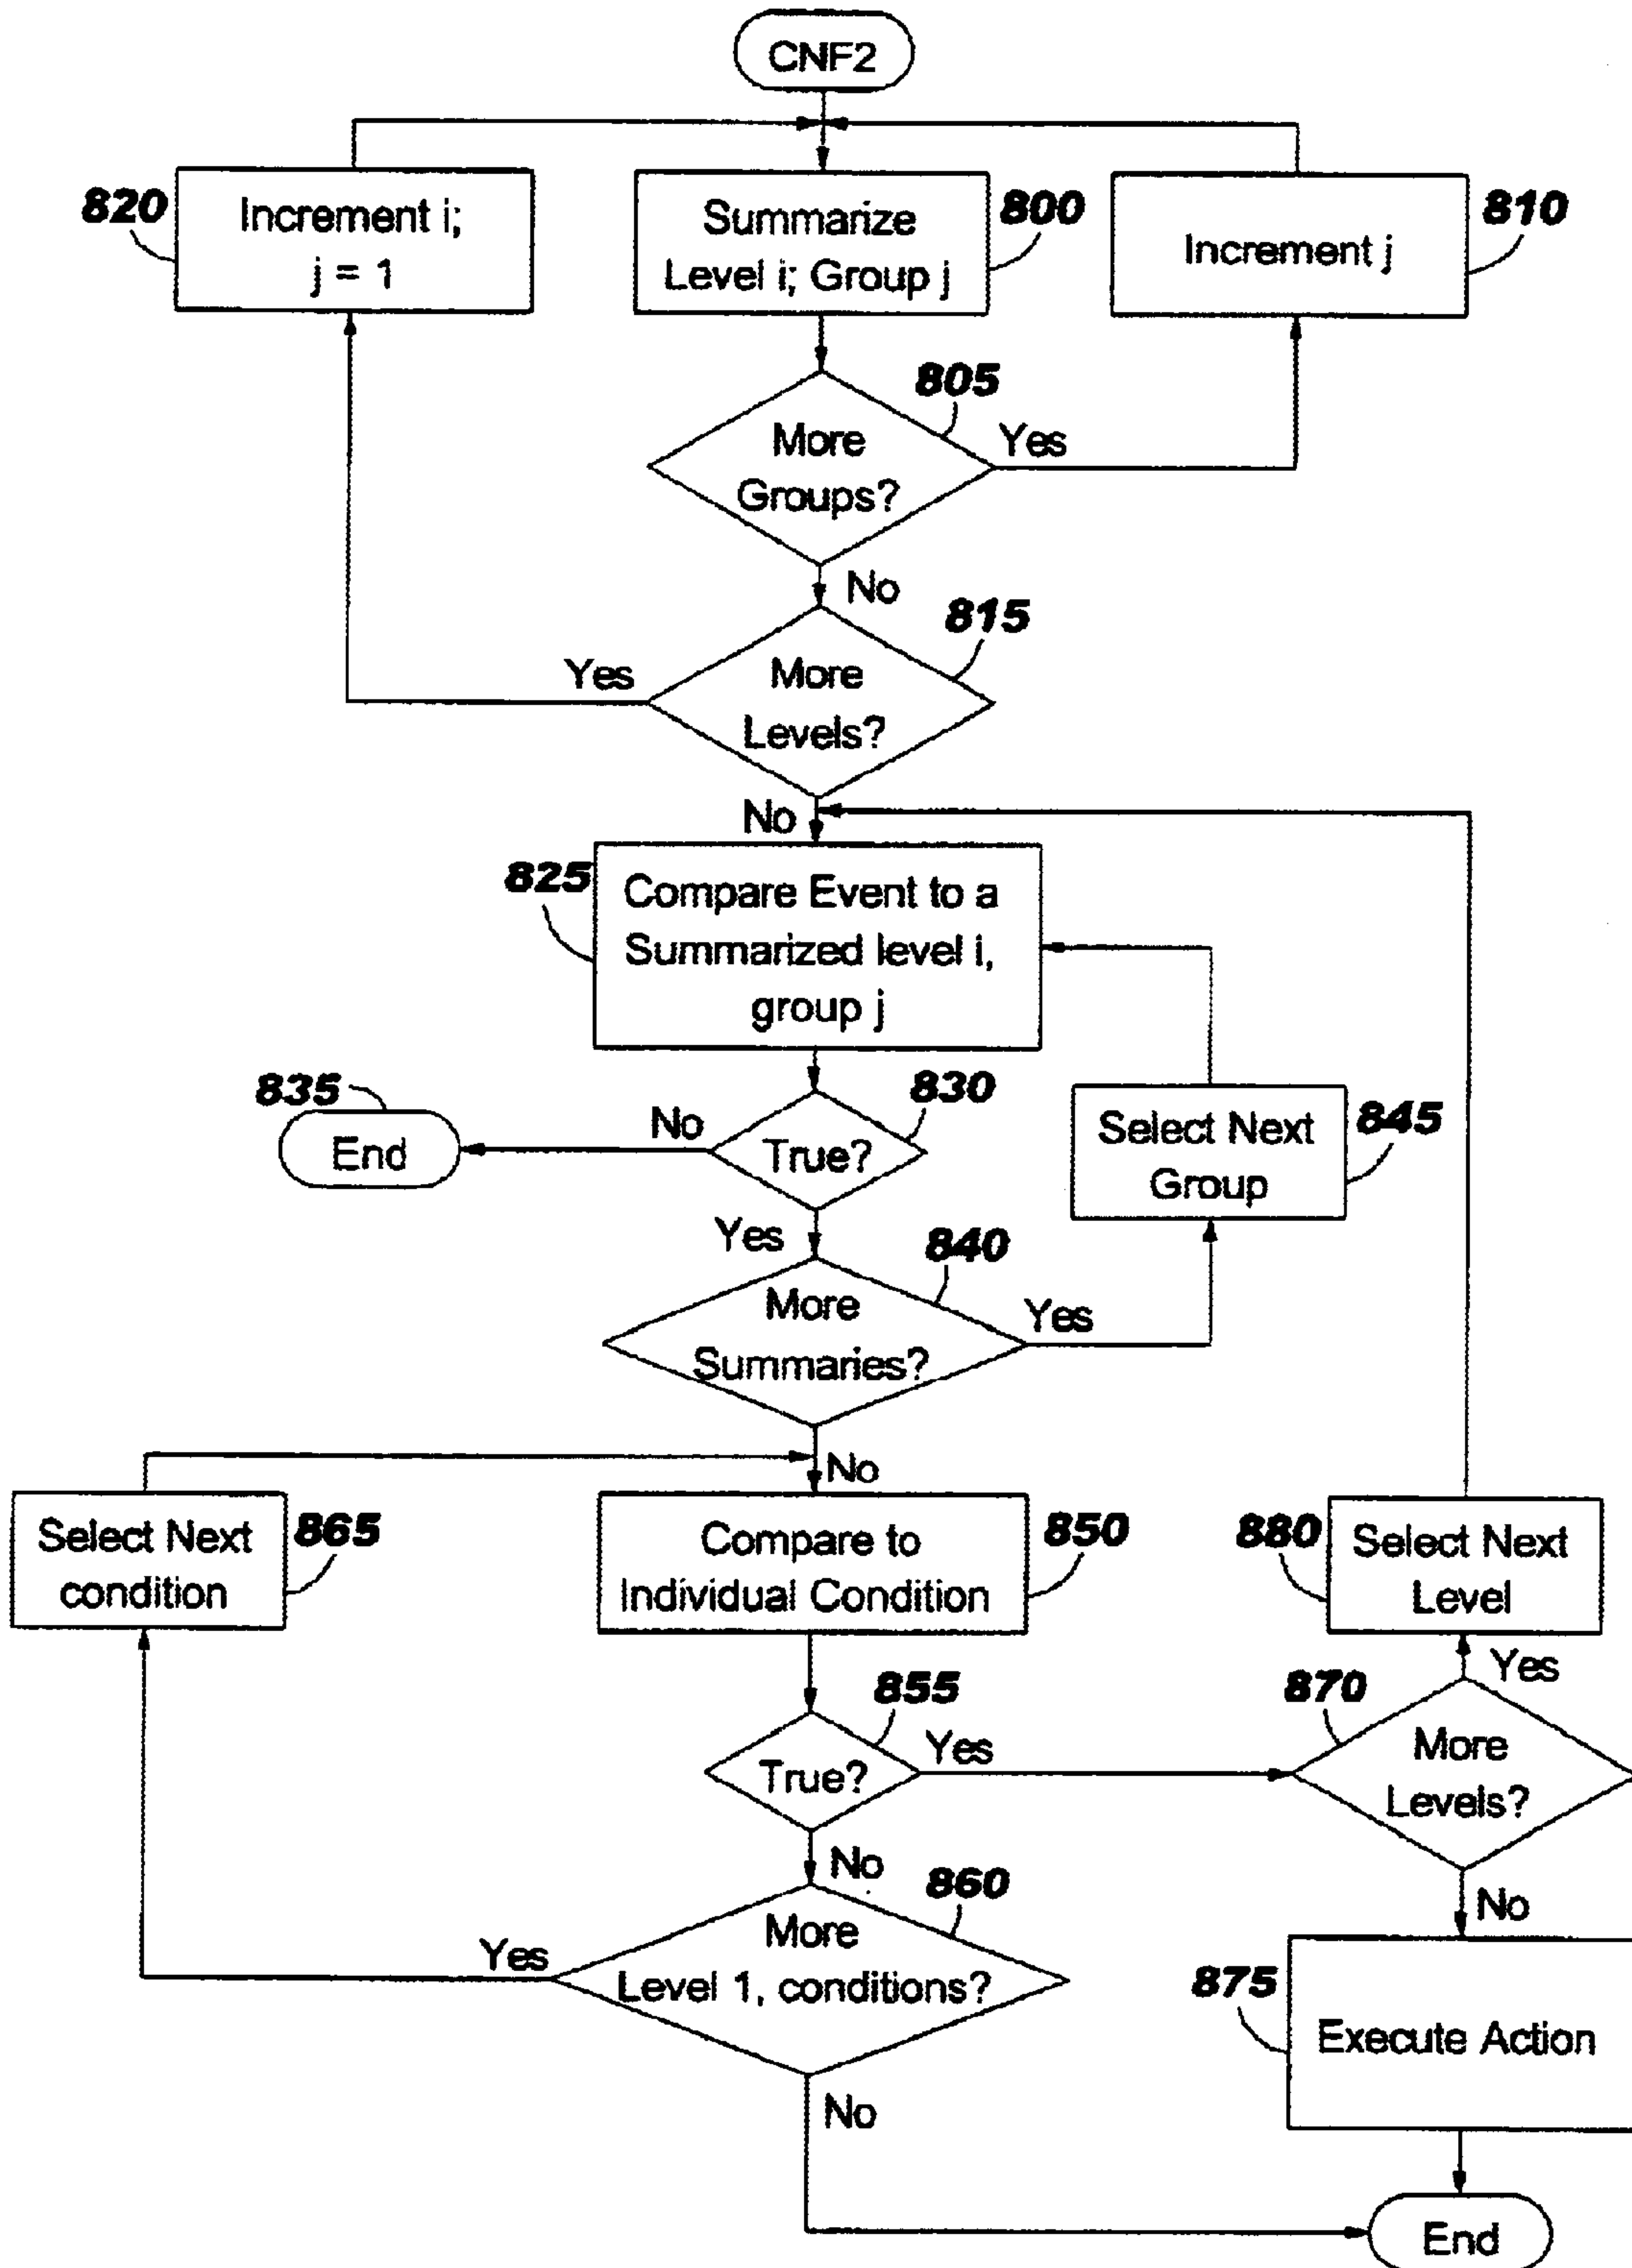 CNF2
820
Increment i;
j = 1
Summarize
Level i; Group j
800
Increment j
810
805
More
Groups?
Yes
No
815
Yes
More
Levels?
No
825
Compare Event to a
Summarized level i,
group j
835
End
No
830
True?
Select Next
Group
845
Yes
840
More
Summaries?
Yes
No
Select Next
condition
865
Compare to
Individual Condition
850
880
Select Next
Level
Yes
855
True?
Yes
870
More
Levels?
No
860
More
Level 1, conditions?
Yes
No
No
875
Execute Action
End